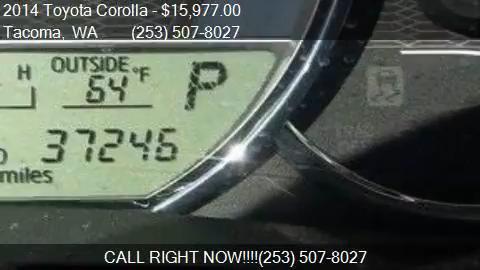 2014 Toyota Corolla - $15,977.00
Tacoma, WA (253) 507-8027
H OUTSIDE °F P
64
37246
miles
CALL RIGHT NOW!!!!(253) 507-8027